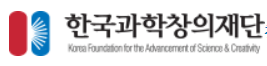 한국과학창의재단
Korea Foundation for the Advancement of Science & Creativity